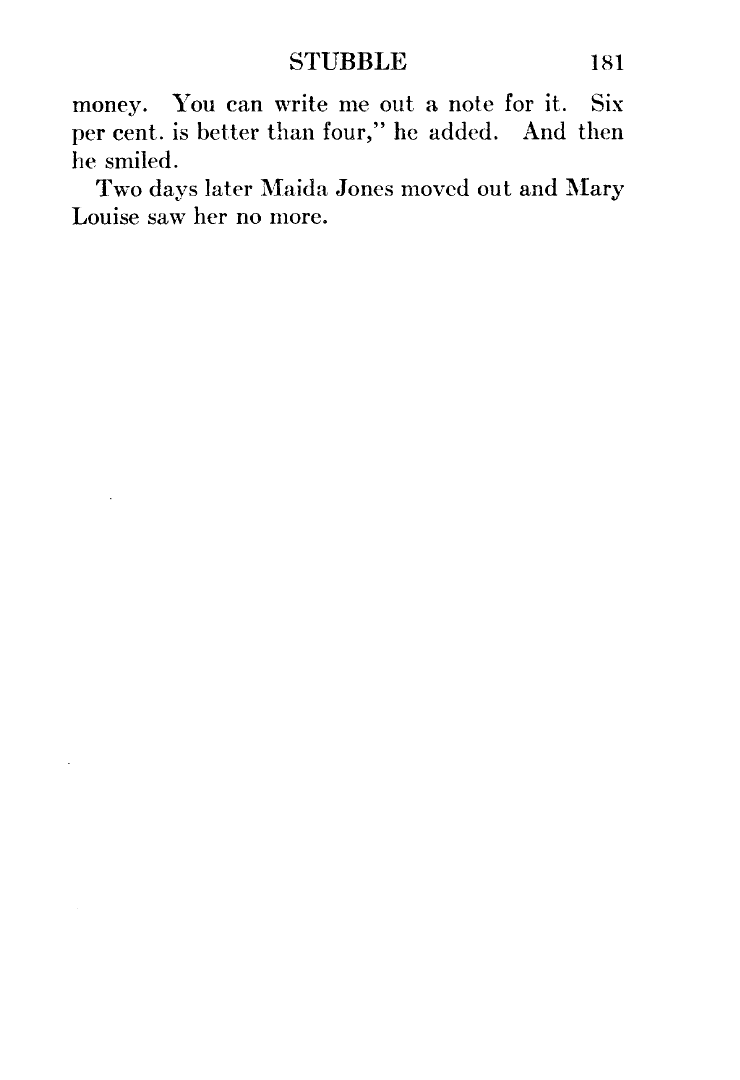 STUBBLE 181
money. You can write me out a note for it. Six
per cent. is better than four,” he added. And then
he smiled.
Two days later Maida Jones moved out and Mary
Louise saw her no more.